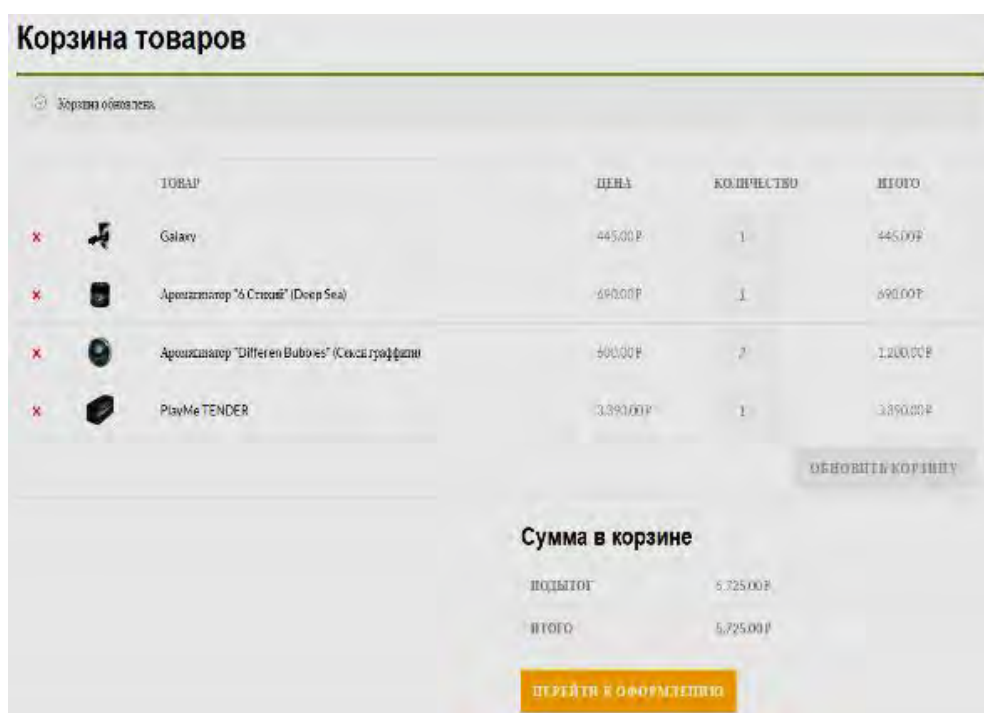 Корзина товаров
Корзина обновлена.
ТОВАР ЦЕНА КОЛИЧЕСТВО ИТОГО
× Galaxy 445.00₽ 1 445.00₽
× Ароматизатор "6 Стихий" (Deep Sea) 690.00₽ 1 690.00₽
× Ароматизатор "Differen Bubbles" (Секси граффити) 600.00₽ 2 1,200.00₽
× PlayMe TENDER 3,390.00₽ 1 3,390.00₽
ОБНОВИТЬ КОРЗИНУ
Сумма в корзине
ПОДЫТОГ 5,725.00₽
ИТОГО 5,725.00₽
ПЕРЕЙТИ К ОФОРМЛЕНИЮ